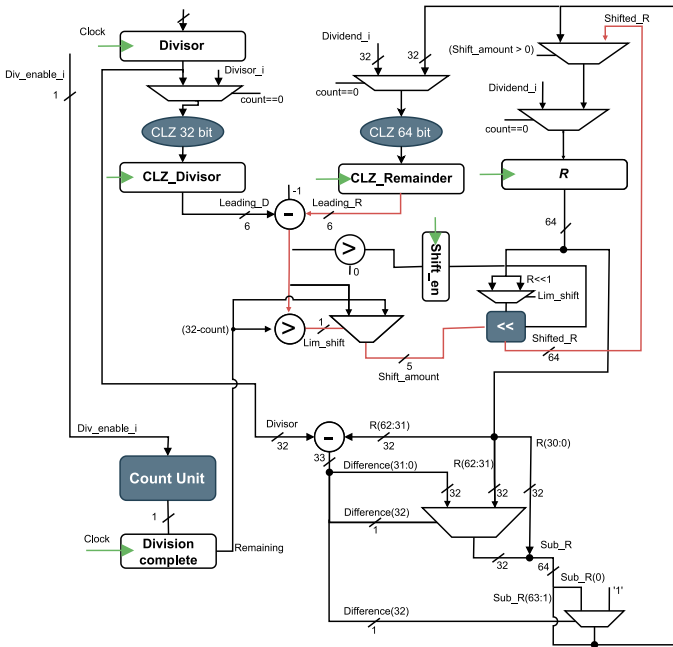 Clock
Divisor
Shifted_R
Dividend_i
(Shift_amount > 0)
Div_enable_i
Divisor_i
32
32
Dividend_i
1
count==0
count==0
count==0
CLZ 32 bit
CLZ 64 bit
CLZ_Divisor
CLZ_Remainder
R
-1
Leading_D
-
Leading_R
6
6
64
>
0
Shift_en
R<<1
Lim_shift
(32-count)
>
1
Lim_shift
<<
Shifted_R
64
5
Shift_amount
Divisor
32
-
R(62:31)
32
R(30:0)
Div_enable_i
33
Difference(31:0)
R(62:31)
Count Unit
32
32
32
1
Difference(32)
1
Clock
Division
complete
Remaining
32
Sub_R
64
Sub_R(0)
Sub_R(63:1)
'1'
Difference(32)
1